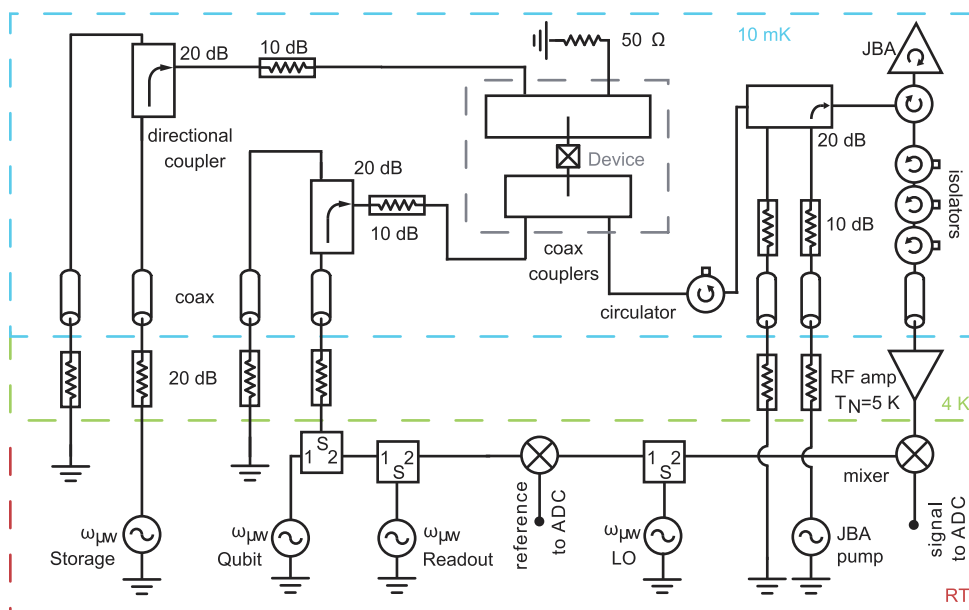 10 mK
JBA
20 dB
10 dB
50 Ω
directional
coupler
20 dB
10 dB
Device
coax
couplers
circulator
20 dB
10 dB
isolators
coax
20 dB
RF amp
TN=5 K
4 K
1 S 2
1 S 2
1 S 2
mixer
reference
to ADC
signal
to ADC
ωμw
Storage
ωμw
Qubit
ωμw
Readout
ωμw
LO
JBA
pump
RT